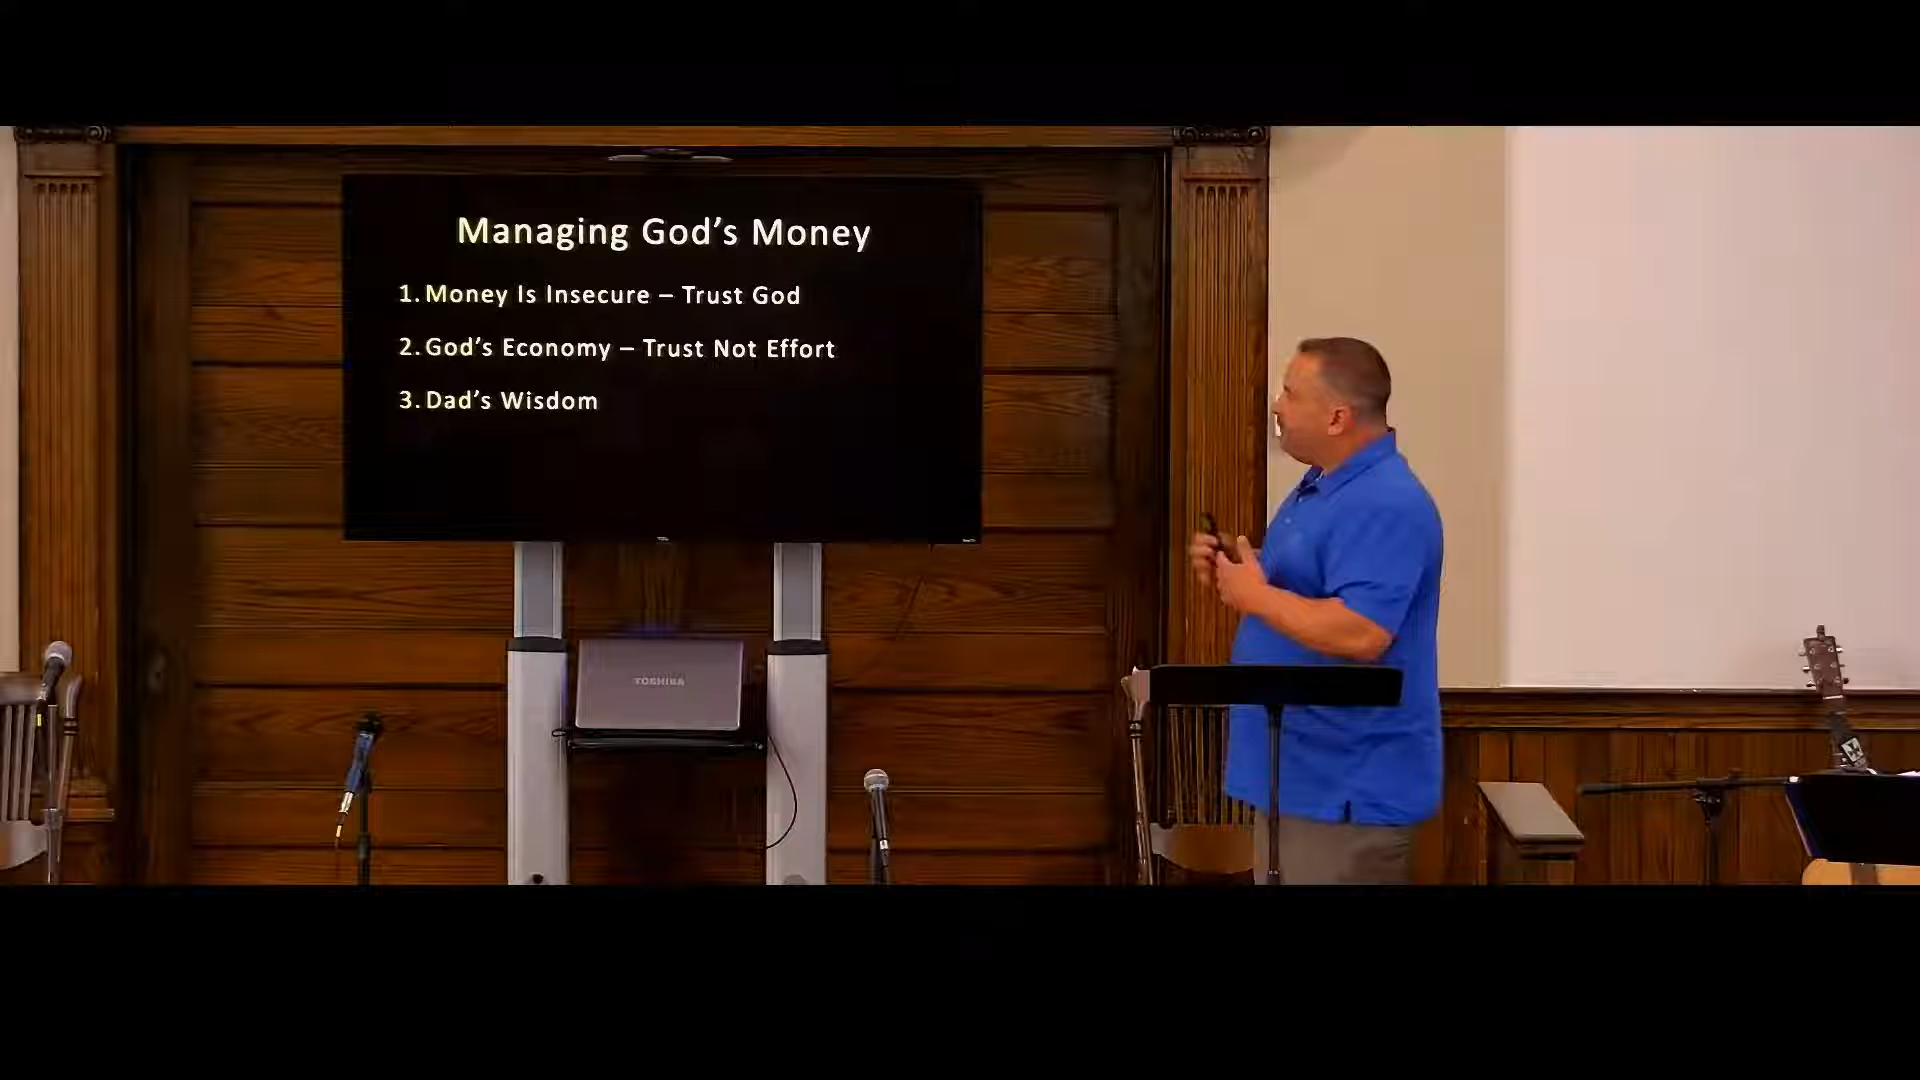 Managing God's Money
1. Money Is Insecure – Trust God
2. God's Economy – Trust Not Effort
3. Dad's Wisdom
TOSHIBA